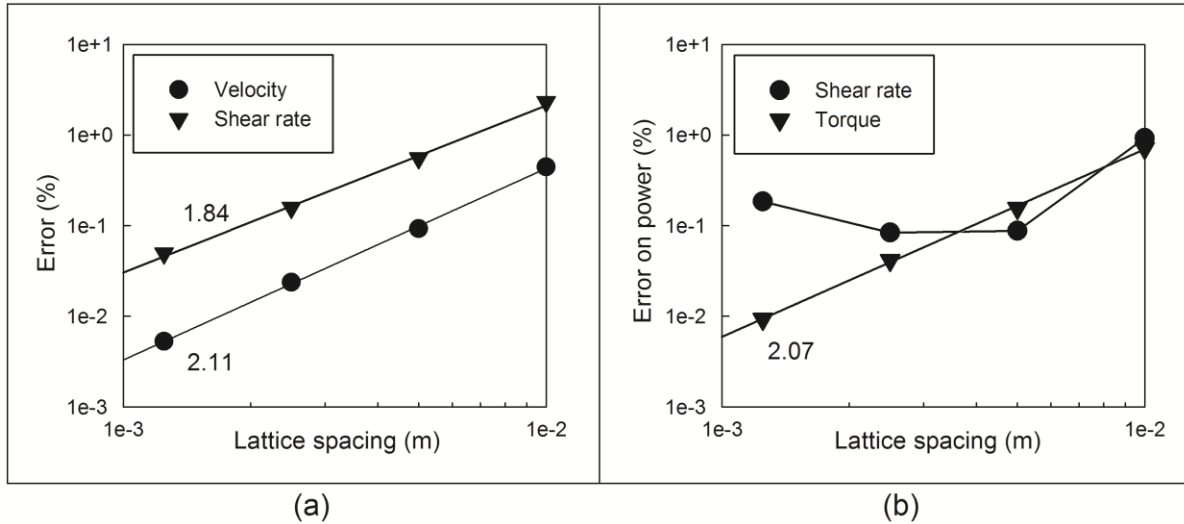 1e+1
1e+0
1e-1
1e-2
1e-3
Error (%)
Velocity
Shear rate
1.84
2.11
1e-3
1e-2
Lattice spacing (m)
(a)
1e+1
1e+0
1e-1
1e-2
1e-3
Error on power (%)
Shear rate
Torque
2.07
1e-3
1e-2
Lattice spacing (m)
(b)